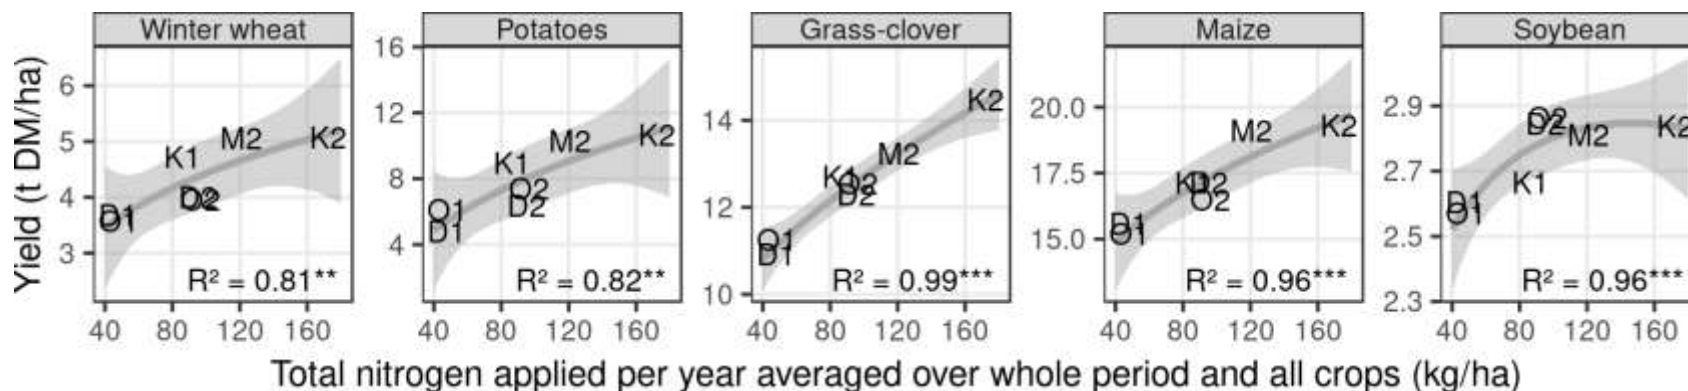 Winter wheat Potatoes Grass-clover Maize Soybean
Yield (t DM/ha)
6
5
4
3
K1 M2 K2
D1 O1 D2 O2
R² = 0.81**
16
12
8
4
K1 M2 K2
O1 D1 O2 D2
R² = 0.82**
14
12
10
K2
M2
K1 O2 D2
O1 D1
R² = 0.99***
20.0
17.5
15.0
M2 K2
K1 D2 O2
D1 O1
R² = 0.96***
2.9
2.7
2.5
2.3
O2 D2 M2 K2
K1
D1 O1
R² = 0.96***
40 80 120 160 40 80 120 160 40 80 120 160 40 80 120 160 40 80 120 160
Total nitrogen applied per year averaged over whole period and all crops (kg/ha)